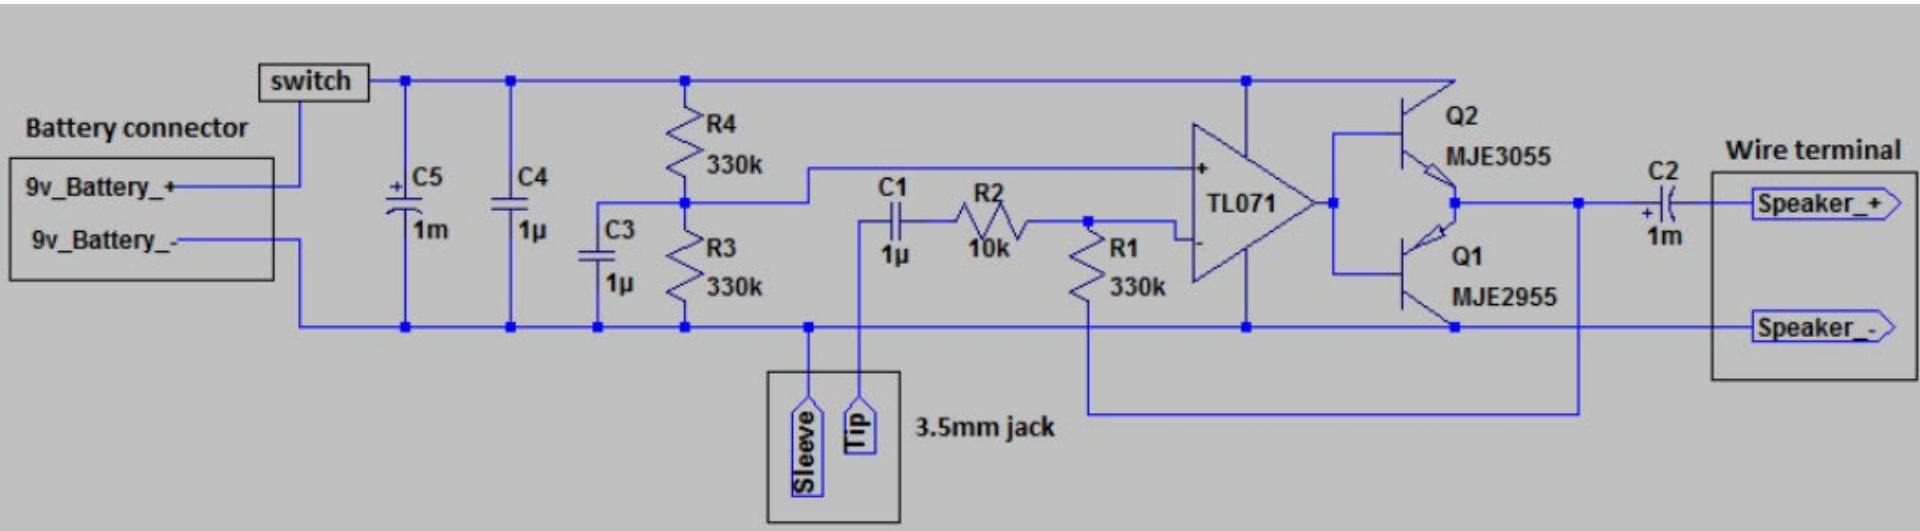 switch
Battery connector
9v_Battery_+
9v_Battery_-
+
C5
1m
C4
1µ
C3
1µ
R4
330k
R3
330k
C1
1µ
R2
10k
R1
330k
+
-
TL071
Q2
MJE3055
Q1
MJE2955
C2
+
1m
Wire terminal
Speaker_+
Speaker_-
Sleeve
Tip
3.5mm jack